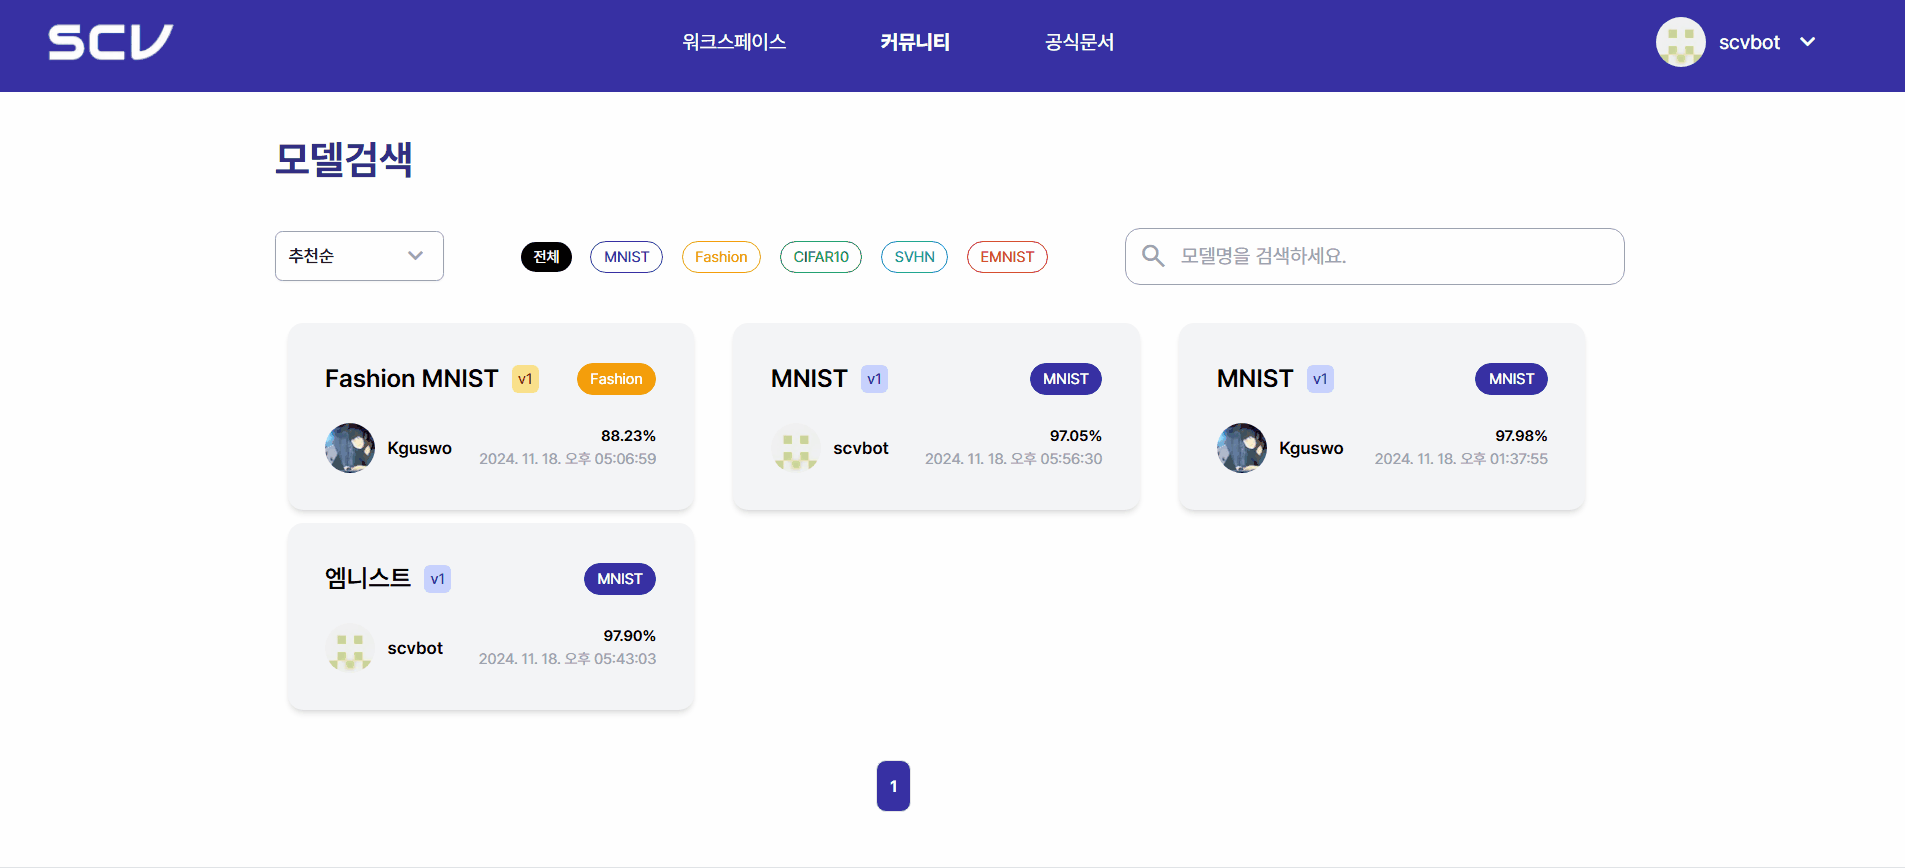 SCV
워크스페이스
커뮤니티
공식문서
scvbot
모델검색
추천순
전체
MNIST
Fashion
CIFAR10
SVHN
EMNIST
모델명을 검색하세요.
Fashion MNIST v1 Fashion
Kguswo
88.23%
2024. 11. 18. 오후 05:06:59
MNIST v1 MNIST
scvbot
97.05%
2024. 11. 18. 오후 05:56:30
MNIST v1 MNIST
Kguswo
97.98%
2024. 11. 18. 오후 01:37:55
엠니스트 v1 MNIST
scvbot
97.90%
2024. 11. 18. 오후 05:43:03
1